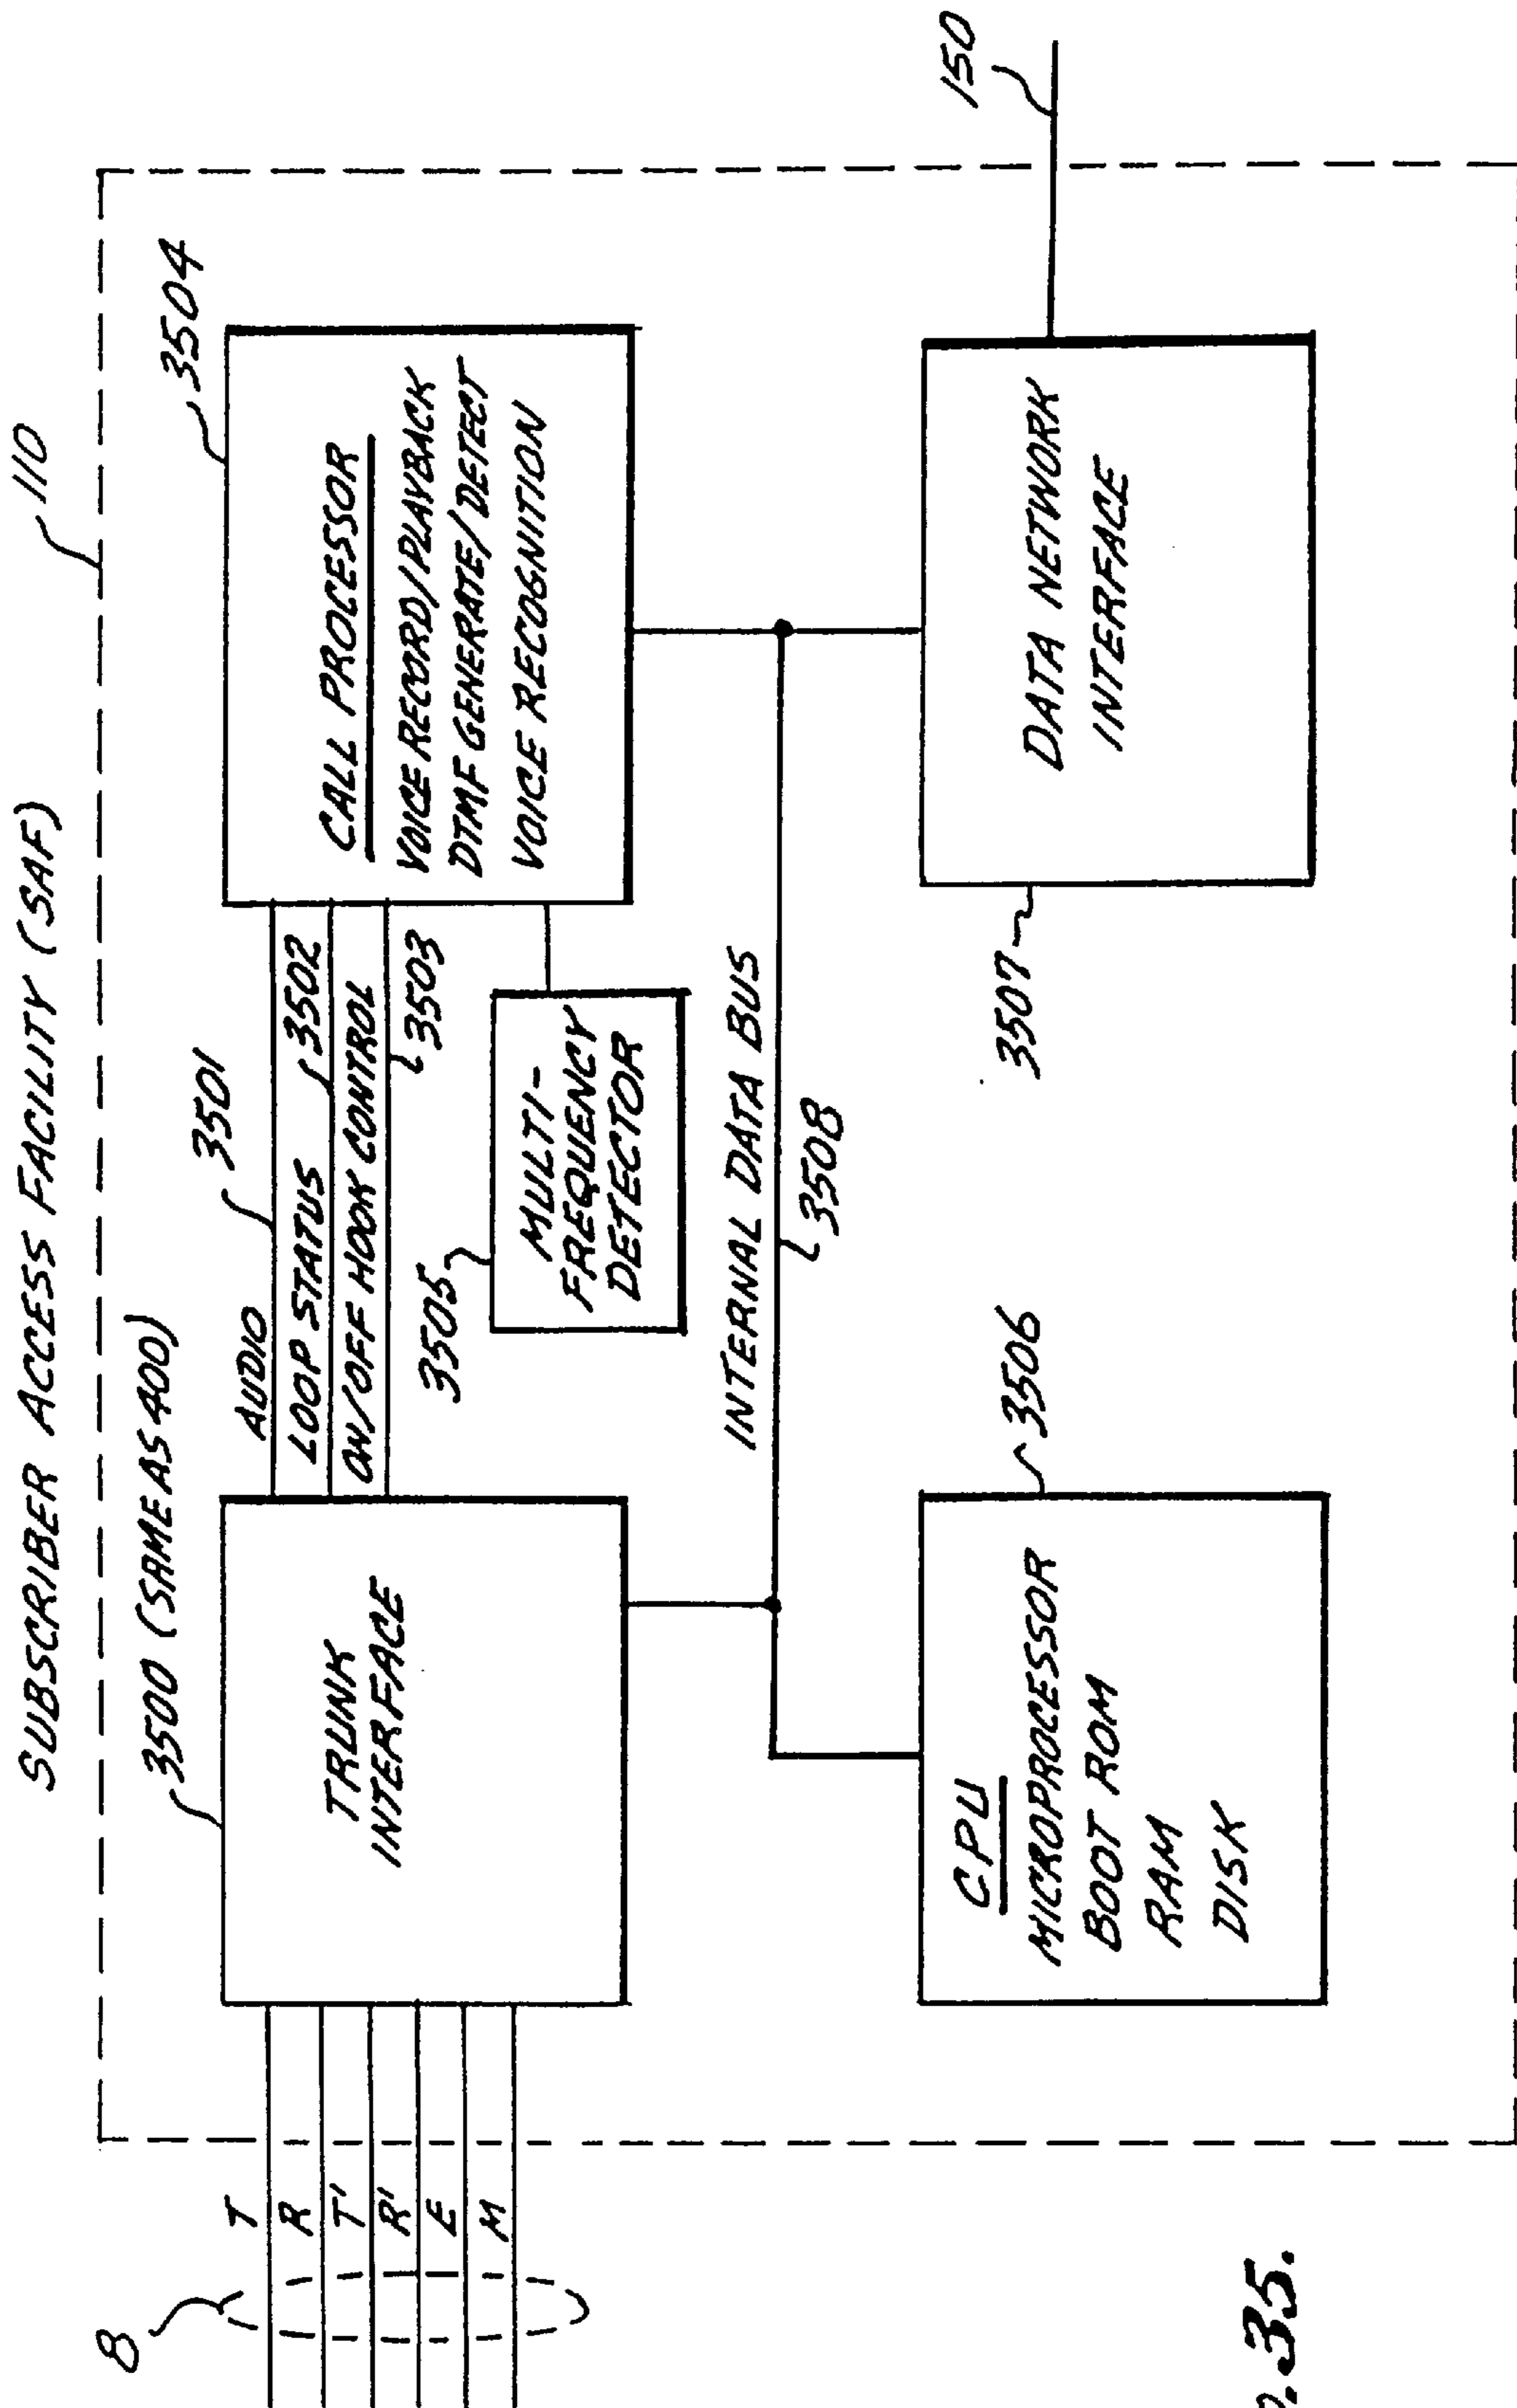 SUBSCRIBER ACCESS FACILITY (SAF)
110
3500 (SAME AS 400)
3501
3504
8
T
R
T'
R'
E
M
TRUNK
INTERFACE
AUDIO
LOOP STATUS
3502
ON/OFF HOOK CONTROL
3503
CALL PROCESSOR
VOICE RECORD/PLAYBACK
DTMF GENERATE/DETECT
VOICE RECOGNITION
3505
MULTI-
FREQUENCY
DETECTOR
INTERNAL DATA BUS
3508
CPU
MICROPROCESSOR
BOOT ROM
RAM
DISK
3506
3507
DATA NETWORK
INTERFACE
150
35.